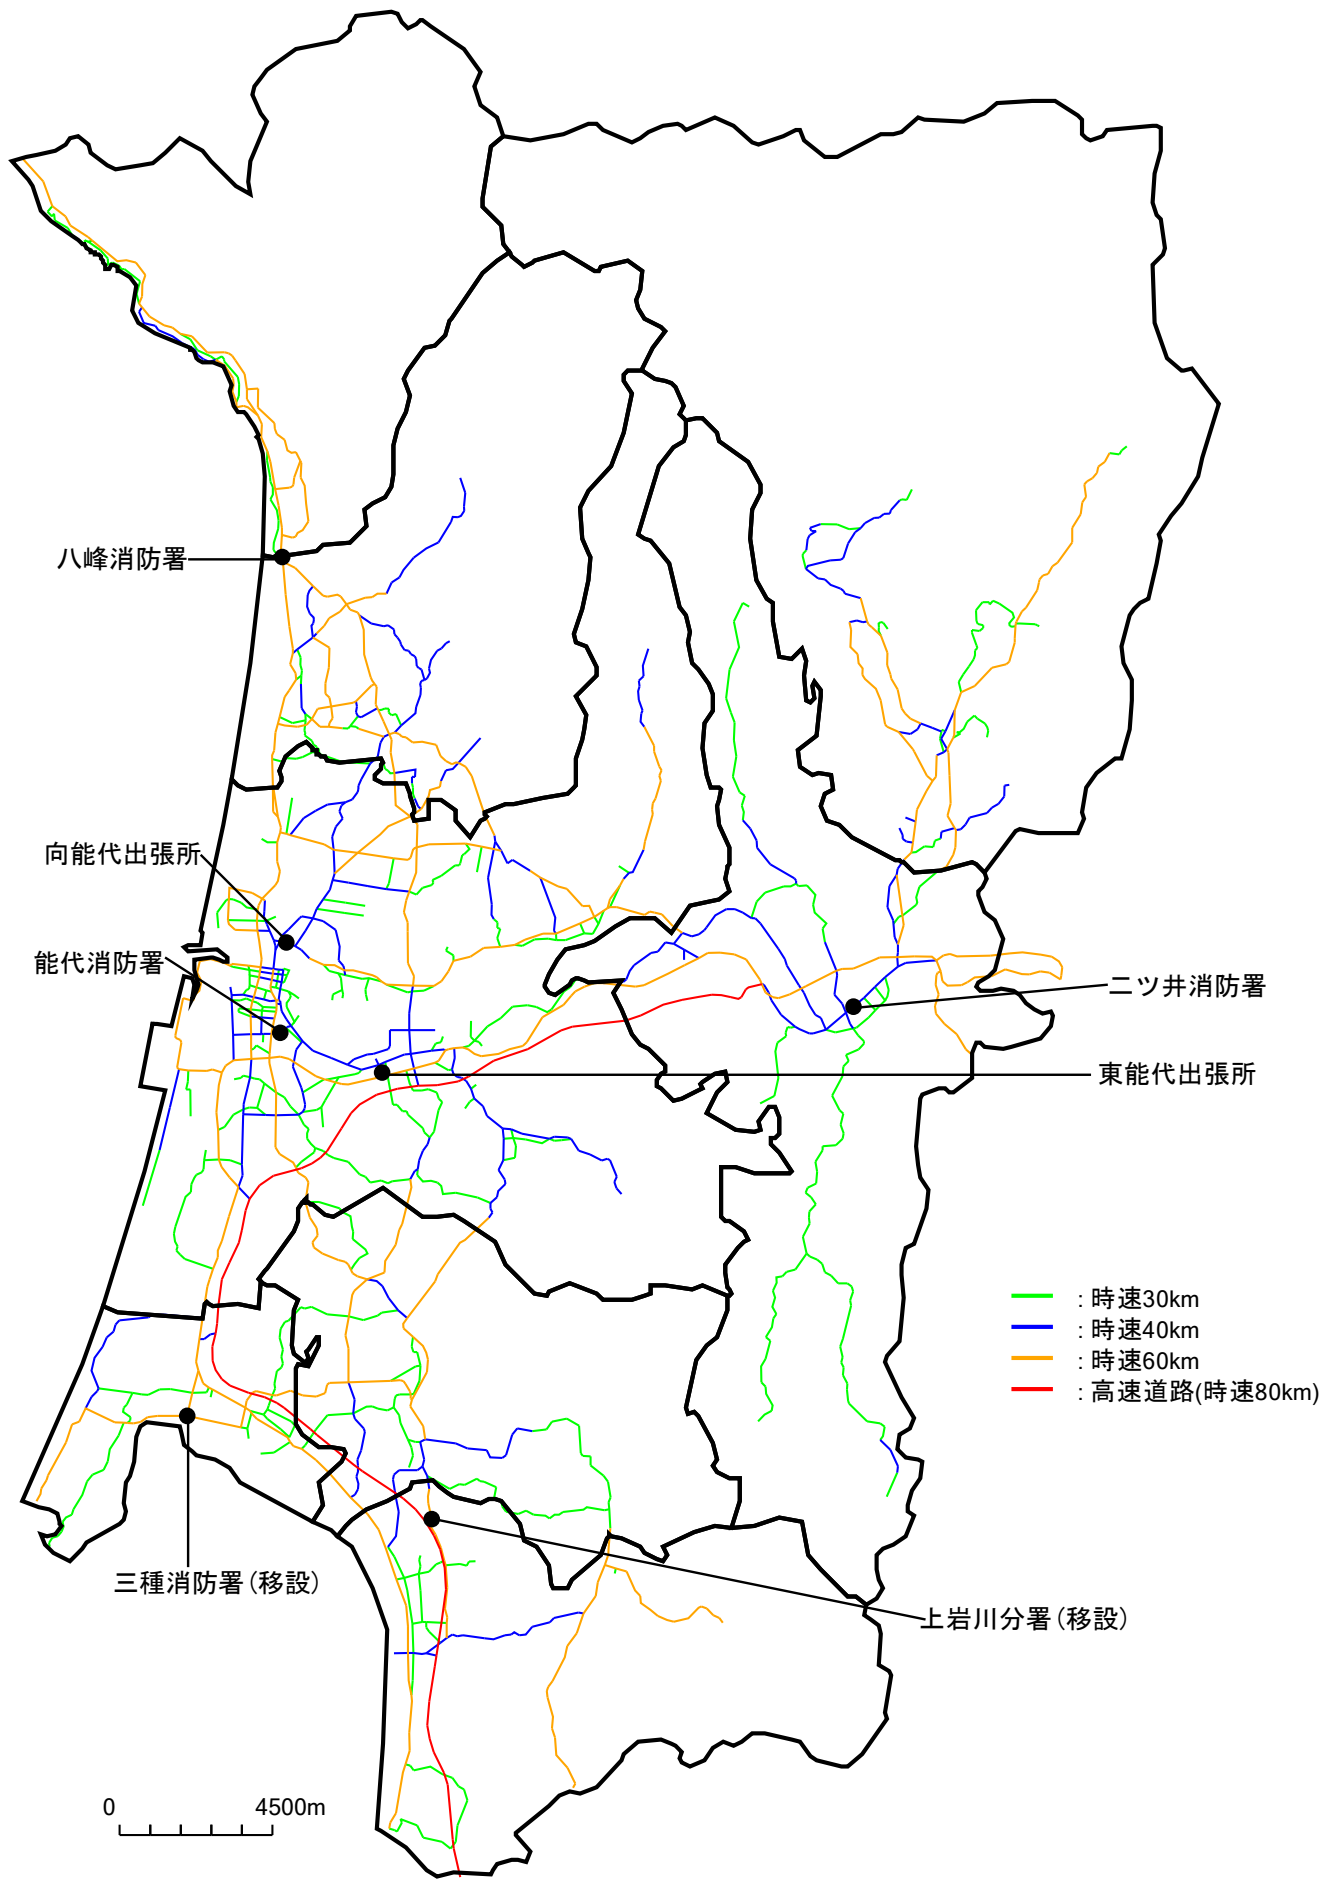 八峰消防署
向能代出張所
能代消防署
二ツ井消防署
東能代出張所
：時速30km
：時速40km
：時速60km
：高速道路(時速80km)
三種消防署（移設）
上岩川分署（移設）
0 4500m